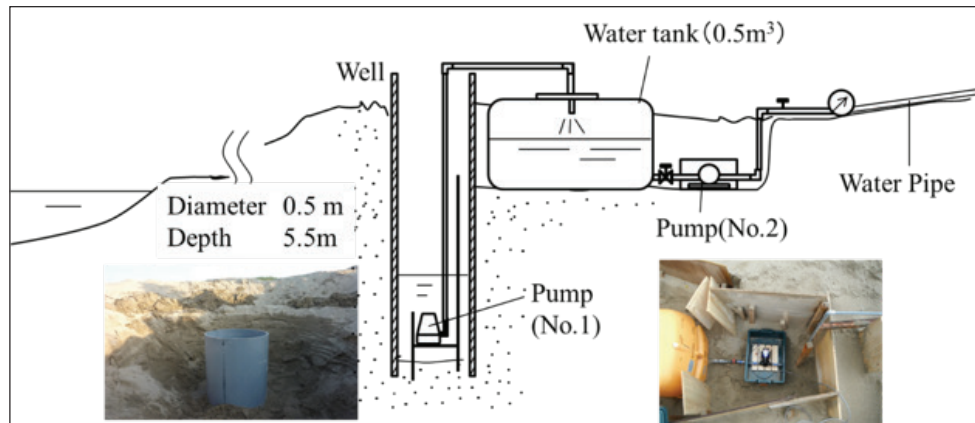 Water tank(0.5m³)
Well
Diameter 0.5 m
Depth 5.5m
Water Pipe
Pump(No.2)
Pump
(No.1)